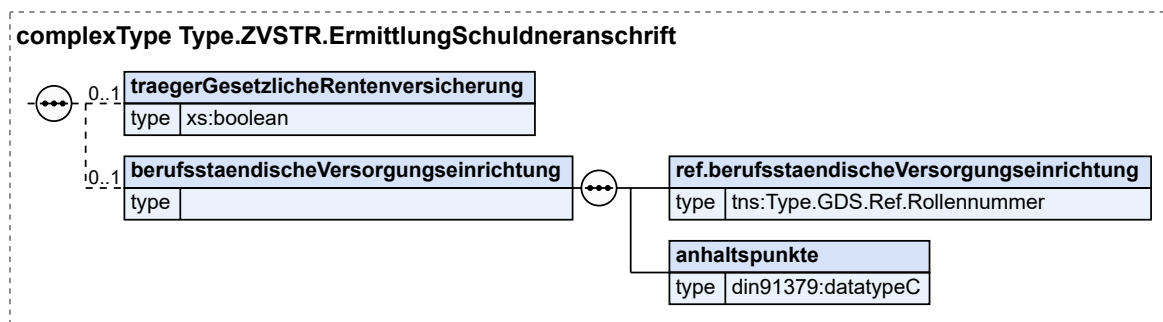 complexType Type.ZVSTR.ErmittlungSchuldneranschrift
0..1
traegerGesetzlicheRentenversicherung
type xs:boolean
0..1
berufsstaendischeVersorgungseinrichtung
type
ref.berufsstaendischeVersorgungseinrichtung
type tns:Type.GDS.Ref.Rollennummer
anhaltspunkte
type din91379:datatypeC